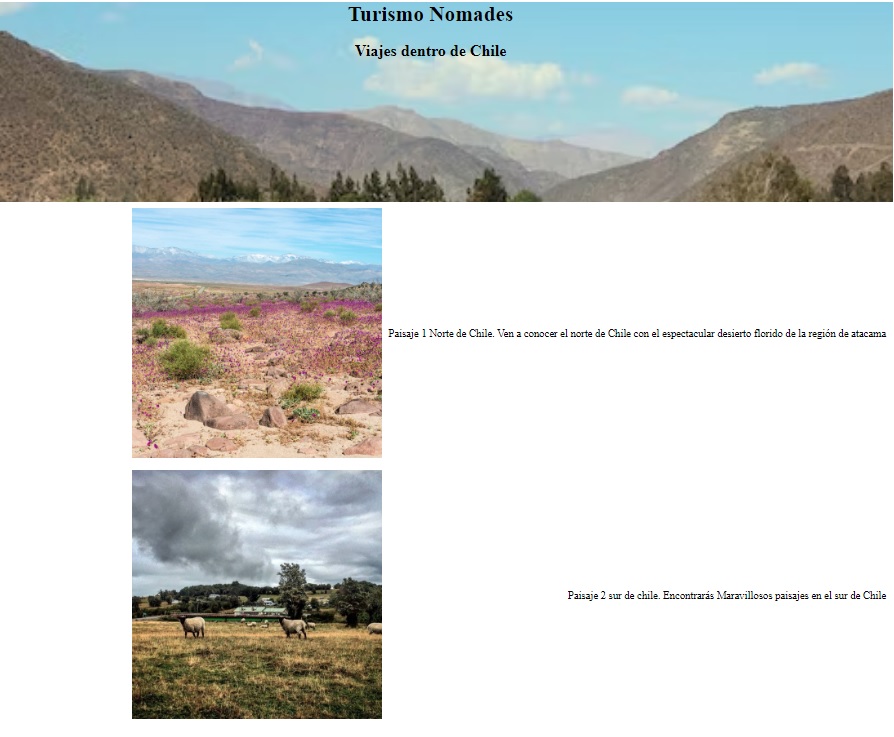 Turismo Nomades
Viajes dentro de Chile
Paisaje 1 Norte de Chile. Ven a conocer el norte de Chile con el espectacular desierto florido de la región de atacama
Paisaje 2 sur de chile. Encontrarás Maravillosos paisajes en el sur de Chile